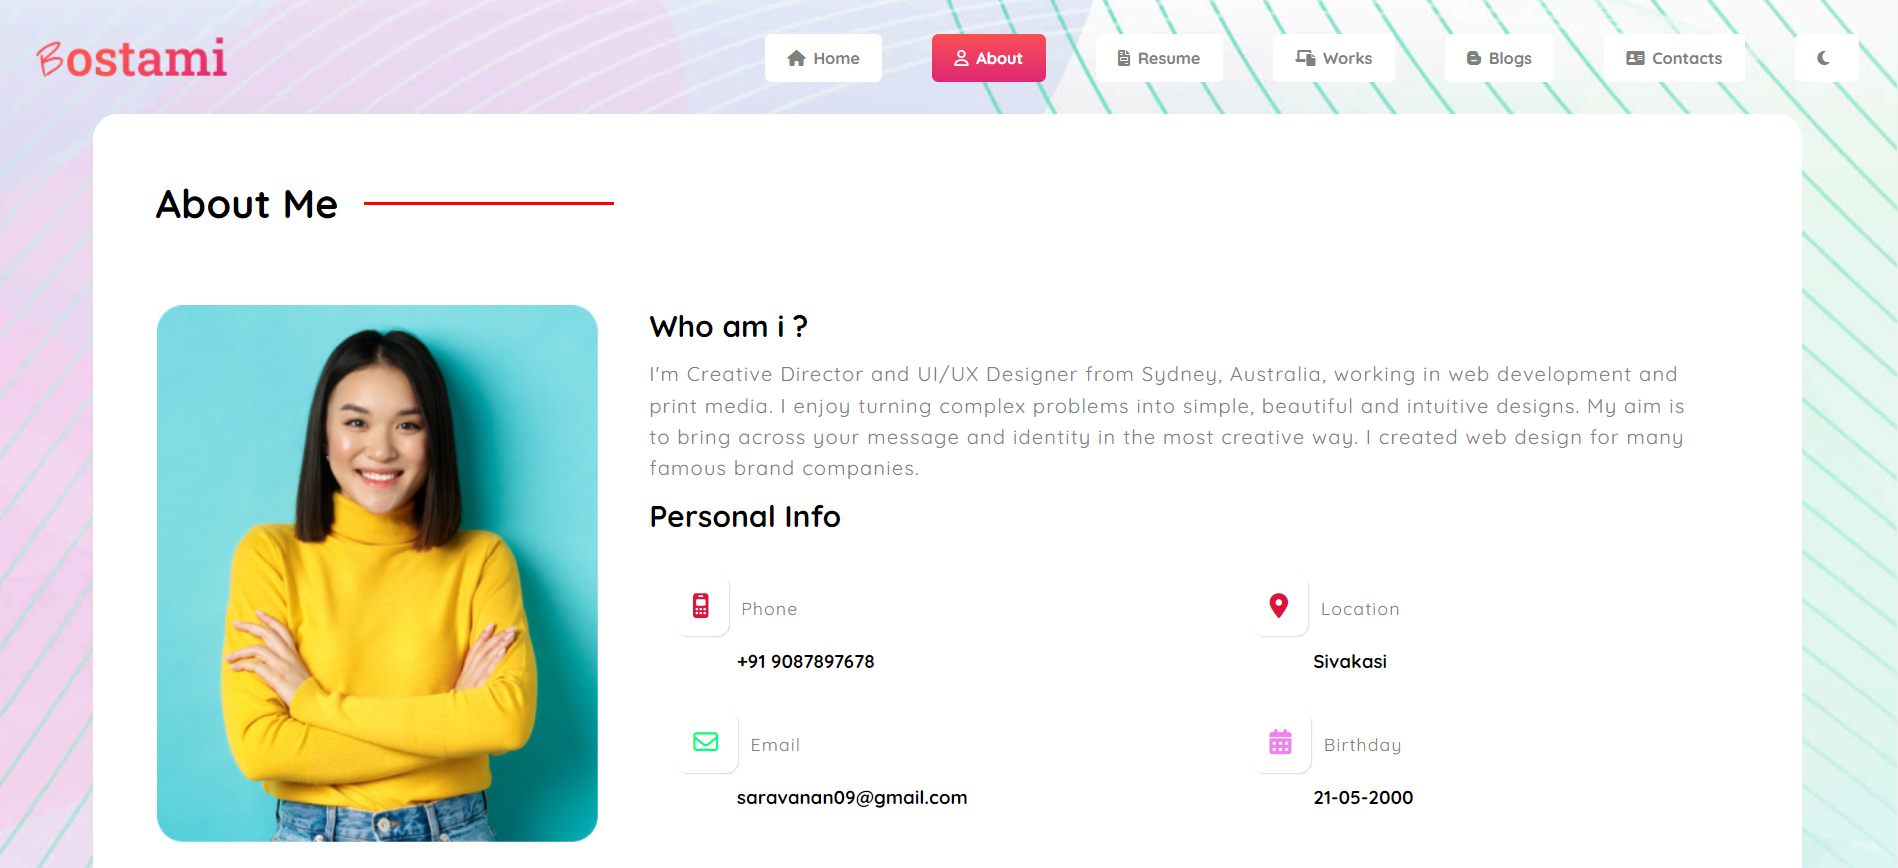 Bostami
Home
About
Resume
Works
Blogs
Contacts
About Me
Who am i ?
I'm Creative Director and UI/UX Designer from Sydney, Australia, working in web development and
print media. I enjoy turning complex problems into simple, beautiful and intuitive designs. My aim is
to bring across your message and identity in the most creative way. I created web design for many
famous brand companies.
Personal Info
Phone
+91 9087897678
Location
Sivakasi
Email
saravanan09@gmail.com
Birthday
21-05-2000